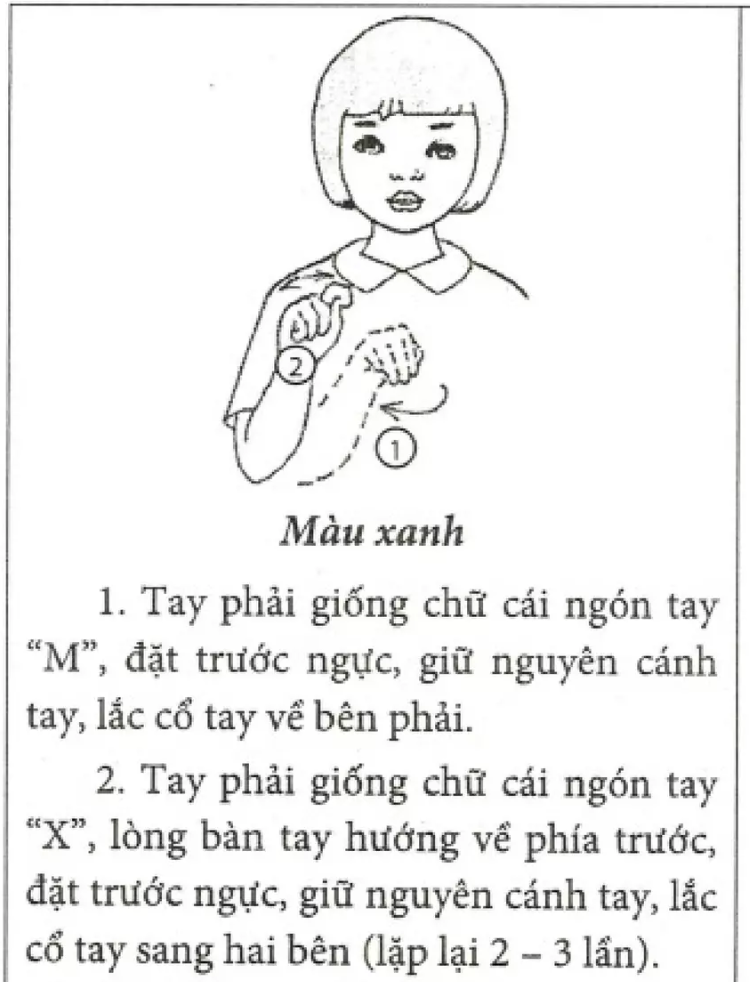 2
1
Màu xanh
1. Tay phải giống chữ cái ngón tay
“M”, đặt trước ngực, giữ nguyên cánh
tay, lắc cổ tay về bên phải.
2. Tay phải giống chữ cái ngón tay
“X”, lòng bàn tay hướng về phía trước,
đặt trước ngực, giữ nguyên cánh tay, lắc
cổ tay sang hai bên (lặp lại 2 – 3 lần).